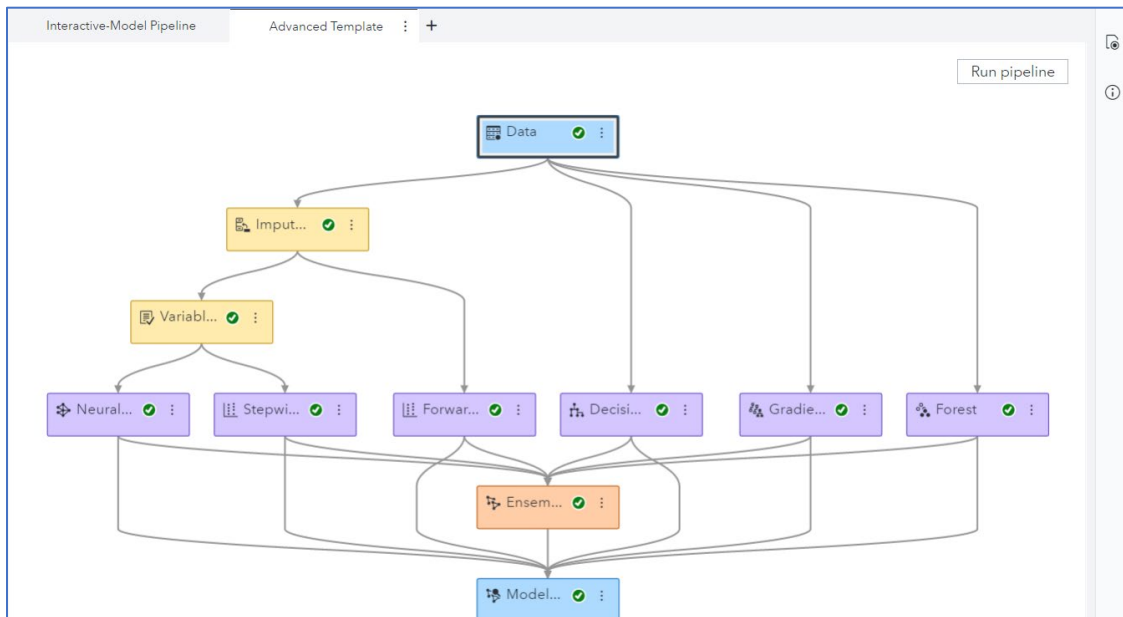 Interactive-Model Pipeline
Advanced Template
Run pipeline
Data
Imput...
Variabl...
Neural...
Stepwi...
Forwar...
Decisi...
Gradie...
Forest
Ensem...
Model...